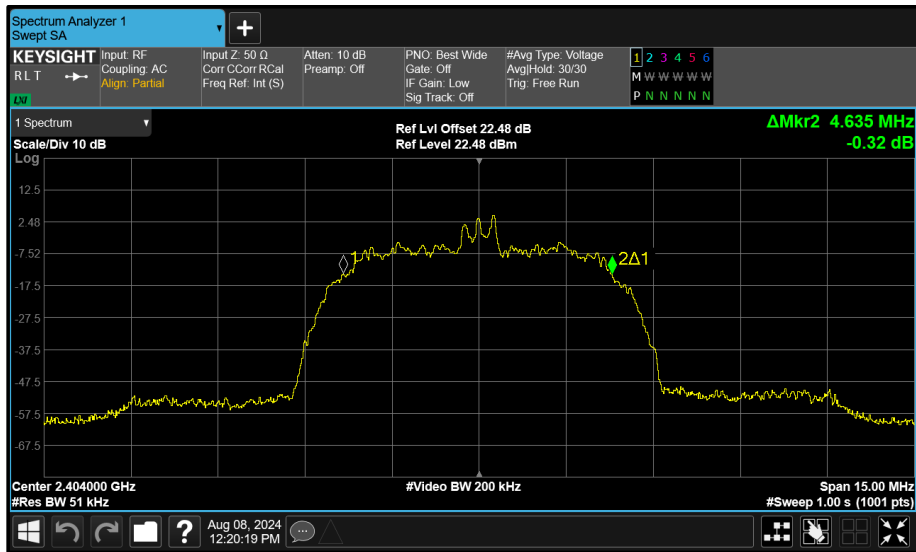 Spectrum Analyzer 1
Swept SA
+
KEYSIGHT
RLT
LXI
Input: RF
Coupling: AC
Align: Partial
Input Z: 50 Ω
Corr CCorr RCal
Freq Ref: Int (S)
Atten: 10 dB
Preamp: Off
PNO: Best Wide
Gate: Off
IF Gain: Low
Sig Track: Off
#Avg Type: Voltage
Avg|Hold: 30/30
Trig: Free Run
1 2 3 4 5 6
M W W W W W
P N N N N N
1 Spectrum
Scale/Div 10 dB
Ref Lvl Offset 22.48 dB
Ref Level 22.48 dBm
ΔMkr2 4.635 MHz
-0.32 dB
Log
12.5
2.48
-7.52
-17.5
-27.5
-37.5
-47.5
-57.5
-67.5
1
2Δ1
Center 2.404000 GHz
#Video BW 200 kHz
Span 15.00 MHz
#Res BW 51 kHz
#Sweep 1.00 s (1001 pts)
?
Aug 08, 2024
12:20:19 PM